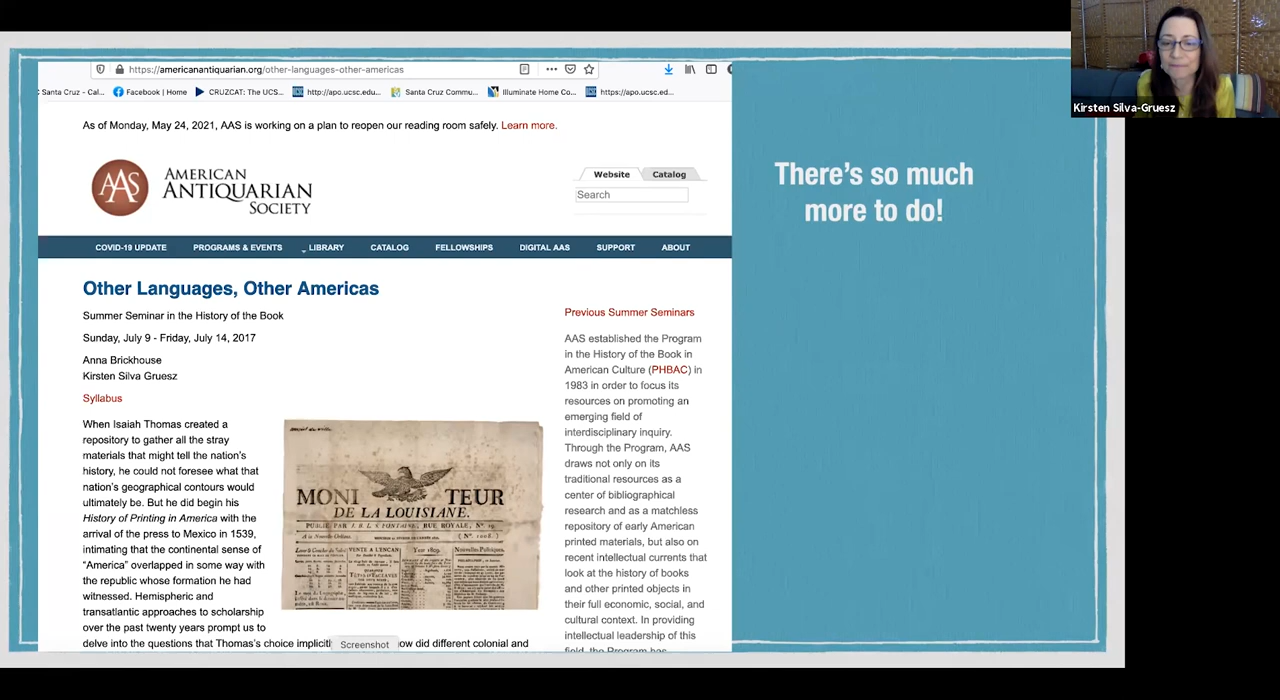 https://americanantiquarian.org/other-languages-other-americas
Santa Cruz - Cal... Facebook | Home CRUZCAT: The UCS... http://apo.ucsc.edu... Santa Cruz Commu... Illuminate Home Co... https://apo.ucsc.ed...
As of Monday, May 24, 2021, AAS is working on a plan to reopen our reading room safely. Learn more.
AAS
AMERICAN
ANTIQUARIAN
SOCIETY
Website Catalog
Search
COVID-19 UPDATE PROGRAMS & EVENTS LIBRARY CATALOG FELLOWSHIPS DIGITAL AAS SUPPORT ABOUT
Other Languages, Other Americas
Summer Seminar in the History of the Book
Sunday, July 9 - Friday, July 14, 2017
Anna Brickhouse
Kirsten Silva Gruesz
Syllabus
When Isaiah Thomas created a
repository to gather all the stray
materials that might tell the nation's
history, he could not foresee what that
nation's geographical contours would
ultimately be. But he did begin his
History of Printing in America with the
arrival of the press to Mexico in 1539,
intimating that the continental sense of
“America” overlapped in some way with
the republic whose formation he had
witnessed. Hemispheric and
transatlantic approaches to scholarship
over the past twenty years prompt us to
delve into the questions that Thomas's choice implicit
Screenshot
ow did different colonial and
MONITEUR
DE LA LOUISIANE.
PUBLIÉ PAR J. B. L. S. FONTAINE, RUE ROYALE, N°. 19.
VENTE A L'ENCAN
Previous Summer Seminars
AAS established the Program
in the History of the Book in
American Culture (PHBAC) in
1983 in order to focus its
resources on promoting an
emerging field of
interdisciplinary inquiry.
Through the Program, AAS
draws not only on its
traditional resources as a
center of bibliographical
research and as a matchless
repository of early American
printed materials, but also on
recent intellectual currents that
look at the history of books
and other printed objects in
their full economic, social, and
cultural context. In providing
intellectual leadership of this
field, the Program has
There's so much
more to do!
Kirsten Silva-Gruesz